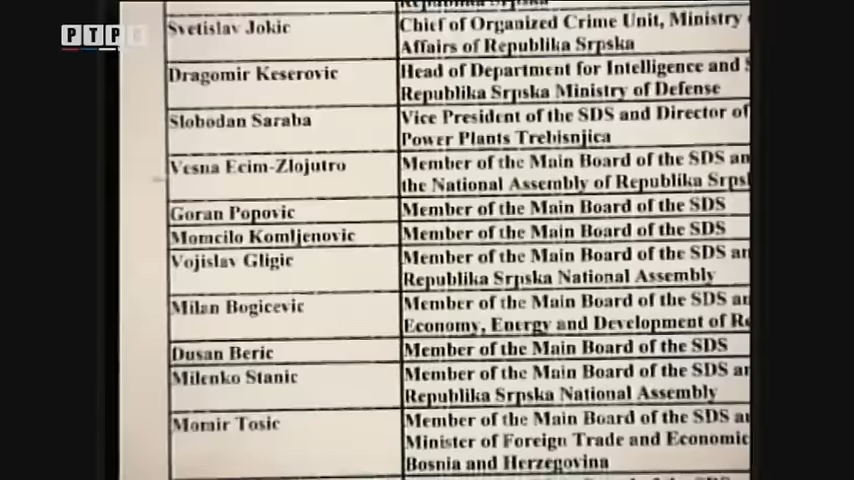 РТРС
Republika Srpska
Svetislav Jokic
Chief of Organized Crime Unit, Ministry
Affairs of Republika Srpska
Dragomir Keserovic
Head of Department for Intelligence and S
Republika Srpska Ministry of Defense
Slobodan Saraba
Vice President of the SDS and Director of
Power Plants Trebisnjica
Vesna Ecim-Zlojutro
Member of the Main Board of the SDS an
the National Assembly of Republika Srps
Goran Popovic
Member of the Main Board of the SDS
Momcilo Komljenovic
Member of the Main Board of the SDS
Vojislav Gligic
Member of the Main Board of the SDS an
Republika Srpska National Assembly
Milan Bogicevic
Member of the Main Board of the SDS an
Economy, Energy and Development of Re
Dusan Beric
Member of the Main Board of the SDS
Milenko Stanic
Member of the Main Board of the SDS an
Republika Srpska National Assembly
Momir Tosic
Member of the Main Board of the SDS an
Minister of Foreign Trade and Economic
Bosnia and Herzegovina